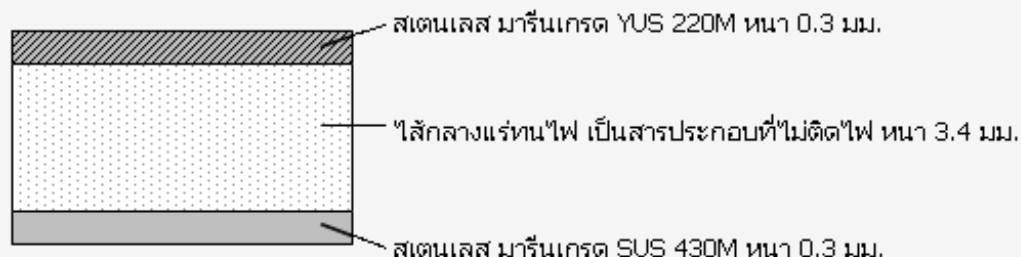 สเตนเลส มารีนเกรด YUS 220M หนา 0.3 มม.
ไส้กลางแร่ทนไฟ เป็นสารประกอบที่ไม่ติดไฟ หนา 3.4 มม.
สเตนเลส มารีนเกรด SUS 430M หนา 0.3 มม.